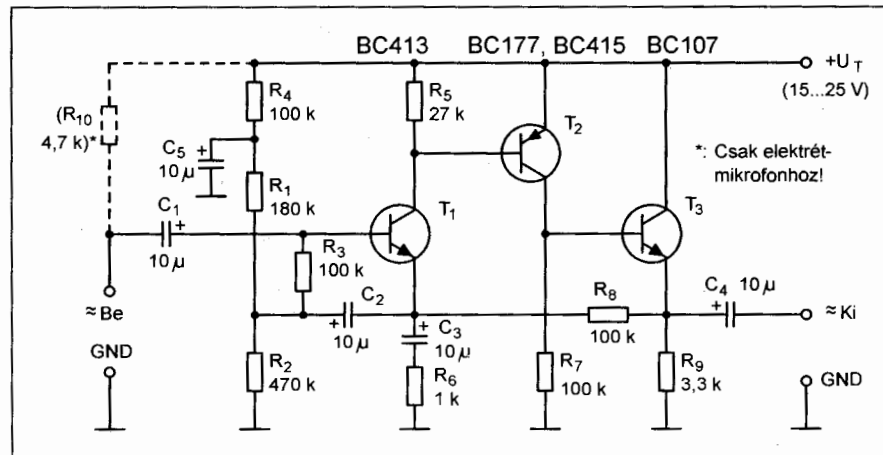 BC413
BC177, BC415
BC107
+U_T
(15...25 V)
(R10
4,7 k)*
R4
100 k
R5
27 k
T2
*: Csak elektrét-
mikrofonhoz!
C5
+
10 µ
R1
180 k
C1
+
10 µ
T1
T3
R3
100 k
C2
+
10 µ
C3
+
10 µ
R8
100 k
C4
10 µ
+
≈Be
≈Ki
GND
R2
470 k
R6
1 k
R7
100 k
R9
3,3 k
GND